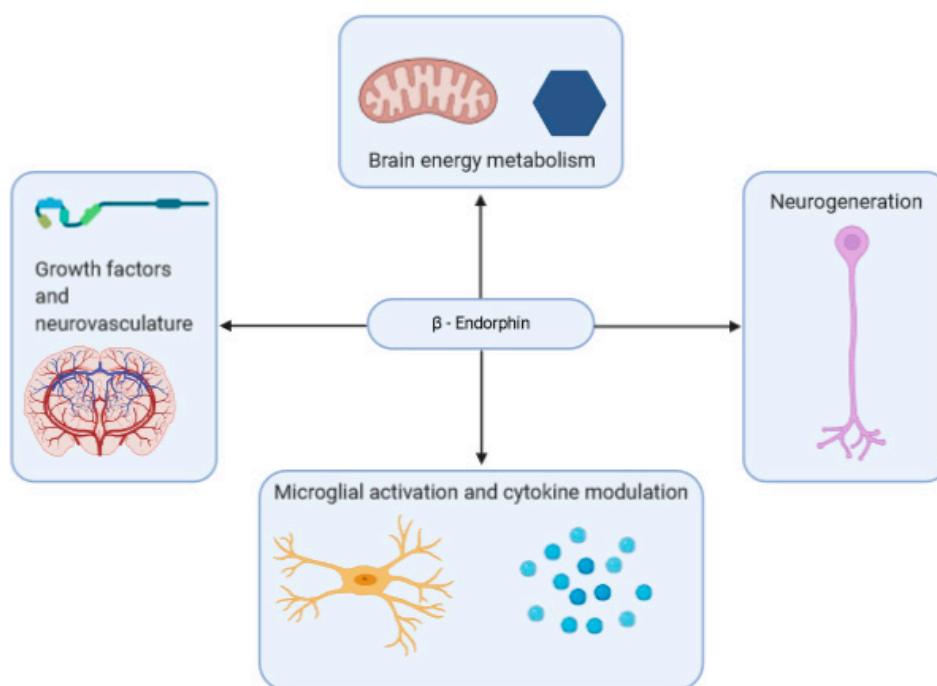 Brain energy metabolism
Growth factors
and
neurovasculature
Neurogeneration
β - Endorphin
Microglial activation and cytokine modulation